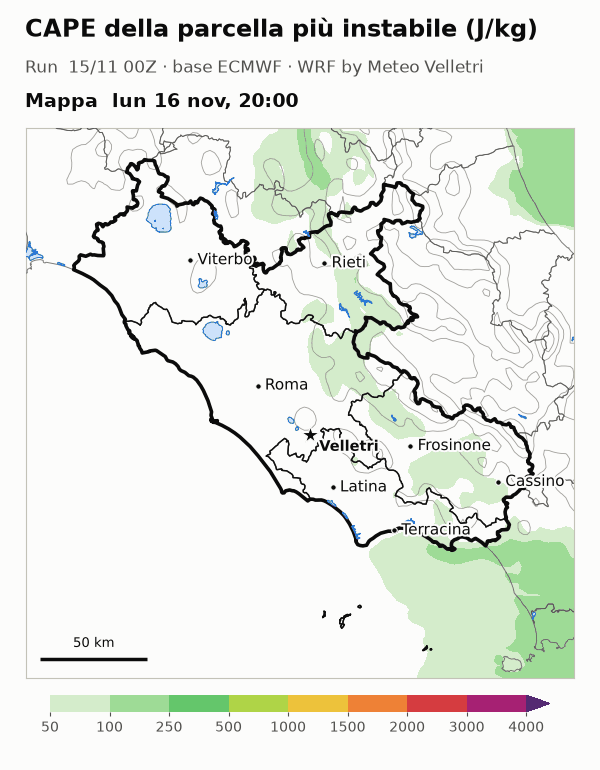 CAPE della parcella più instabile (J/kg)
Run  15/11 00Z · base ECMWF · WRF by Meteo Velletri
Mappa  lun 16 nov, 20:00
Viterbo
Rieti
Roma
Velletri
Frosinone
Cassino
Latina
Terracina
50 km
50 100 250 500 1000 1500 2000 3000 4000